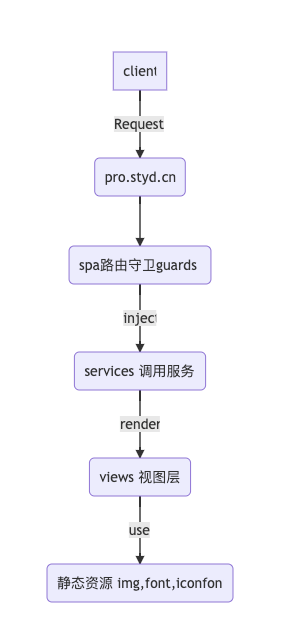 client
Request
pro.styd.cn
spa路由守卫guards
inject
services 调用服务
render
views 视图层
use
静态资源 img,font,iconfon